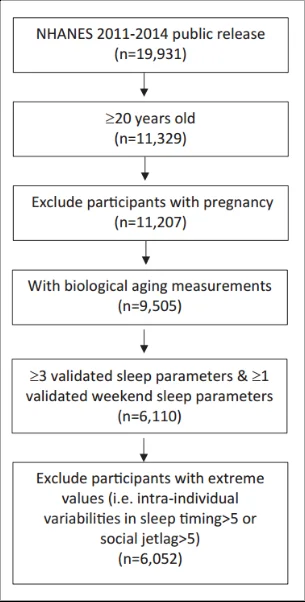 NHANES 2011-2014 public release
(n=19,931)
≥20 years old
(n=11,329)
Exclude participants with pregnancy
(n=11,207)
With biological aging measurements
(n=9,505)
≥3 validated sleep parameters & ≥1
validated weekend sleep parameters
(n=6,110)
Exclude participants with extreme
values (i.e. intra-individual
variabilities in sleep timing>5 or
social jetlag>5)
(n=6,052)